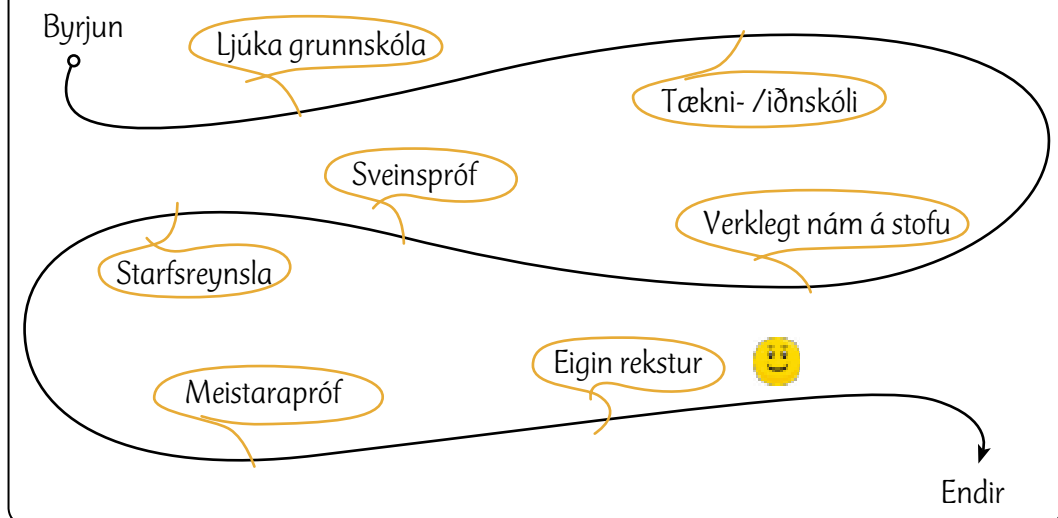 Byrjun
Ljúka grunnskóla
Tækni- /iðnskóli
Verklegt nám á stofu
Sveinspróf
Starfsreynsla
Meistarapróf
Eigin rekstur
Endir